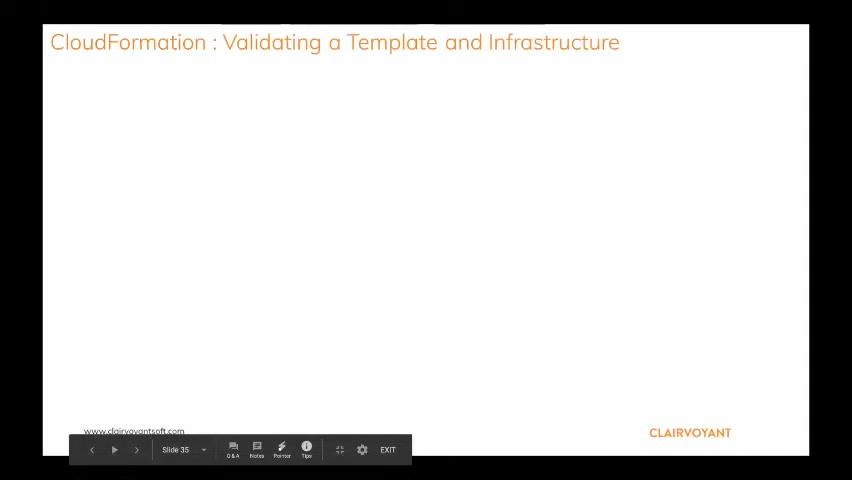 CloudFormation : Validating a Template and Infrastructure
www.clairvoyantsoft.com
CLAIRVOYANT
Slide 35
Q & A
Notes
Pointer
Tips
EXIT